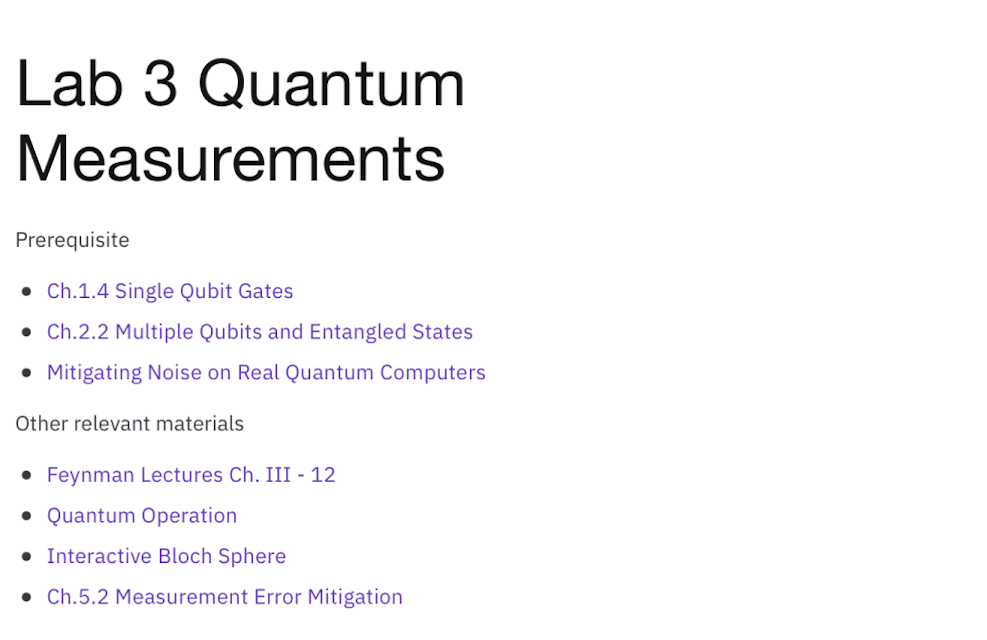 Lab 3 Quantum
Measurements
Prerequisite
Ch.1.4 Single Qubit Gates
Ch.2.2 Multiple Qubits and Entangled States
Mitigating Noise on Real Quantum Computers
Other relevant materials
Feynman Lectures Ch. III - 12
Quantum Operation
Interactive Bloch Sphere
Ch.5.2 Measurement Error Mitigation